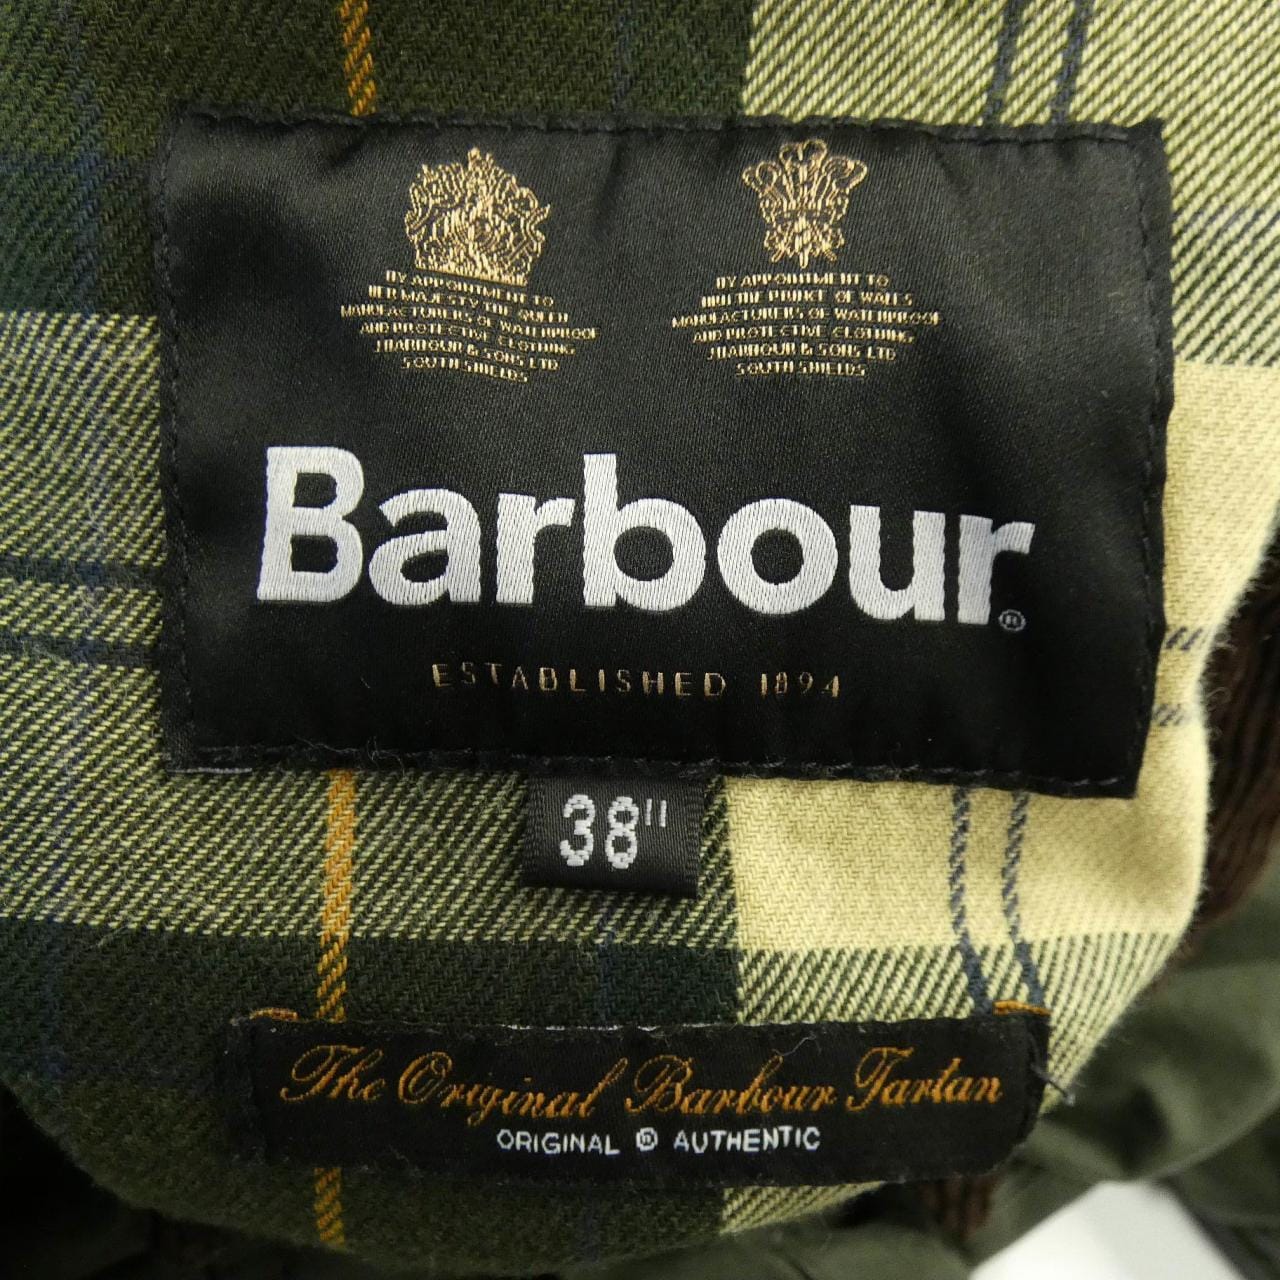 BY APPOINTMENT TO
HER MAJESTY THE QUEEN
MANUFACTURERS OF WATERPROOF
AND PROTECTIVE CLOTHING
J BARBOUR & SONS LTD
SOUTH SHIELDS
BY APPOINTMENT TO
HRH THE PRINCE OF WALES
MANUFACTURERS OF WATERPROOF
AND PROTECTIVE CLOTHING
J BARBOUR & SONS LTD
SOUTH SHIELDS
Barbour®
ESTABLISHED 1894
38"
The Original Barbour Tartan
ORIGINAL ® AUTHENTIC